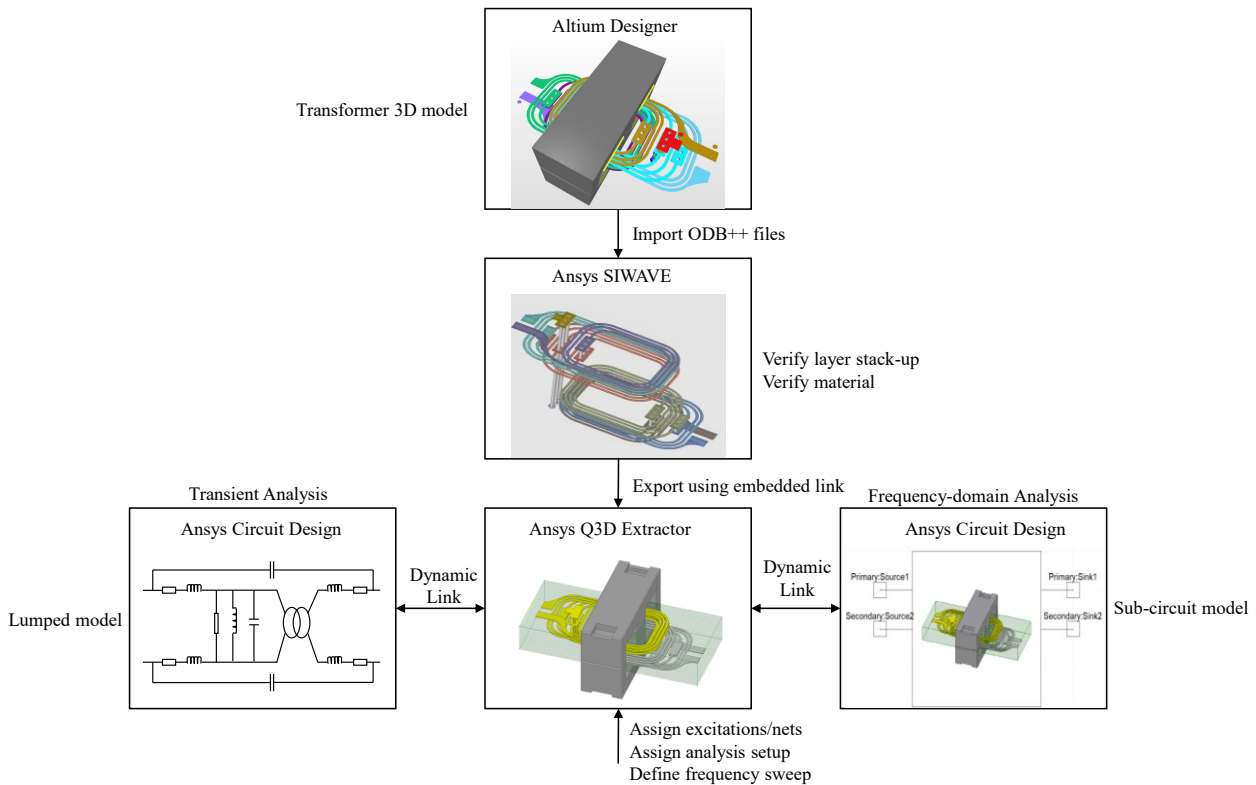 Altium Designer
Transformer 3D model
Import ODB++ files
Ansys SIWAVE
Verify layer stack-up
Verify material
Export using embedded link
Transient Analysis
Ansys Circuit Design
Lumped model
Dynamic
Link
Ansys Q3D Extractor
Dynamic
Link
Frequency-domain Analysis
Ansys Circuit Design
Primary:Source1
Primary:Sink1
Secondary:Source2
Secondary:Sink2
Sub-circuit model
Assign excitations/nets
Assign analysis setup
Define frequency sweep